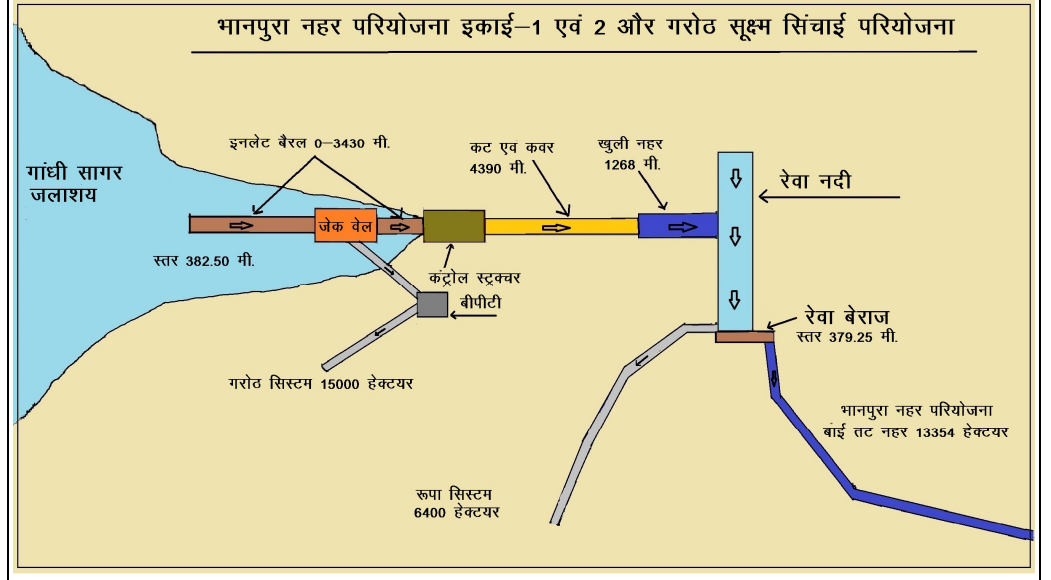 भानपुरा नहर परियोजना इकाई–1 एवं 2 और गरोठ सूक्ष्म सिंचाई परियोजना
इनलेट बैरल 0–3430 मी.
कट एव कवर
4390 मी.
खुली नहर
1268 मी.
गांधी सागर
जलाशय
रेवा नदी
जेक वेल
स्तर 382.50 मी.
कंट्रोल स्ट्रक्चर
बीपीटी
रेवा बेराज
स्तर 379.25 मी.
गरोठ सिस्टम 15000 हेक्टयर
भानपुरा नहर परियोजना
बांई तट नहर 13354 हेक्टयर
रूपा सिस्टम
6400 हेक्टयर